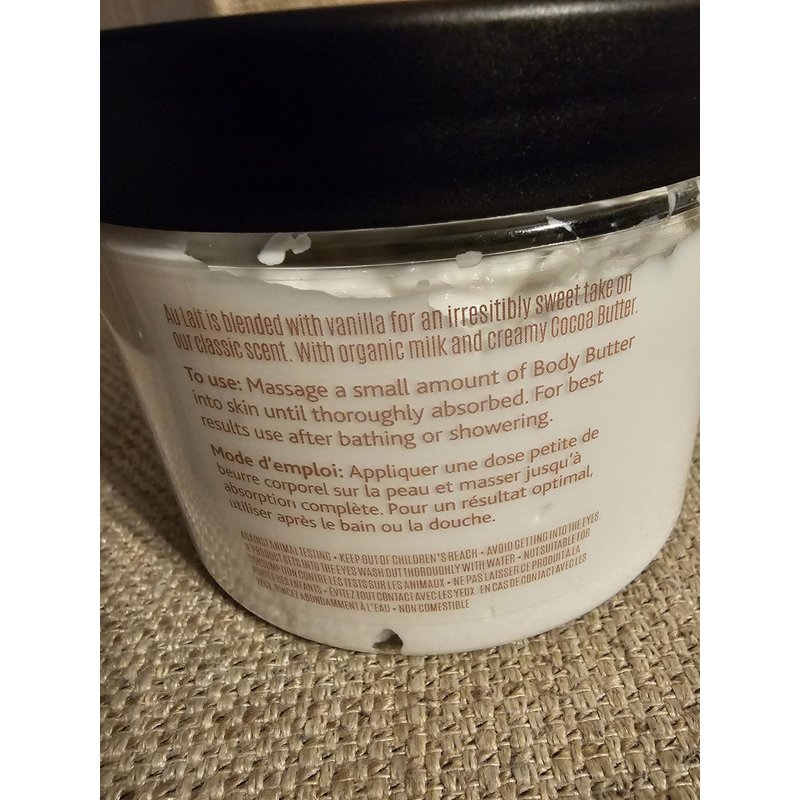 Au Lait is blended with vanilla for an irresitibly sweet take on
our classic scent. With organic milk and creamy Cocoa Butter.
To use: Massage a small amount of Body Butter
into skin until thoroughly absorbed. For best
results use after bathing or showering.
Mode d'emploi: Appliquer une dose petite de
beurre corporel sur la peau et masser jusqu'à
absorption complète. Pour un résultat optimal,
utiliser après le bain ou la douche.
AGAINST ANIMAL TESTING • KEEP OUT OF CHILDREN'S REACH • AVOID GETTING INTO THE EYES
IF PRODUCT GETS INTO THE EYES WASH OUT THOROUGHLY WITH WATER • NOT SUITABLE FOR
CONSUMPTION CONTRE LES TESTS SUR LES ANIMAUX • NE PAS LAISSER CE PRODUIT À LA
PORTÉE DES ENFANTS • ÉVITEZ TOUT CONTACT AVEC LES YEUX. EN CAS DE CONTACT AVEC LES
YEUX, RINCEZ ABONDAMMENT À L'EAU • NON COMESTIBLE